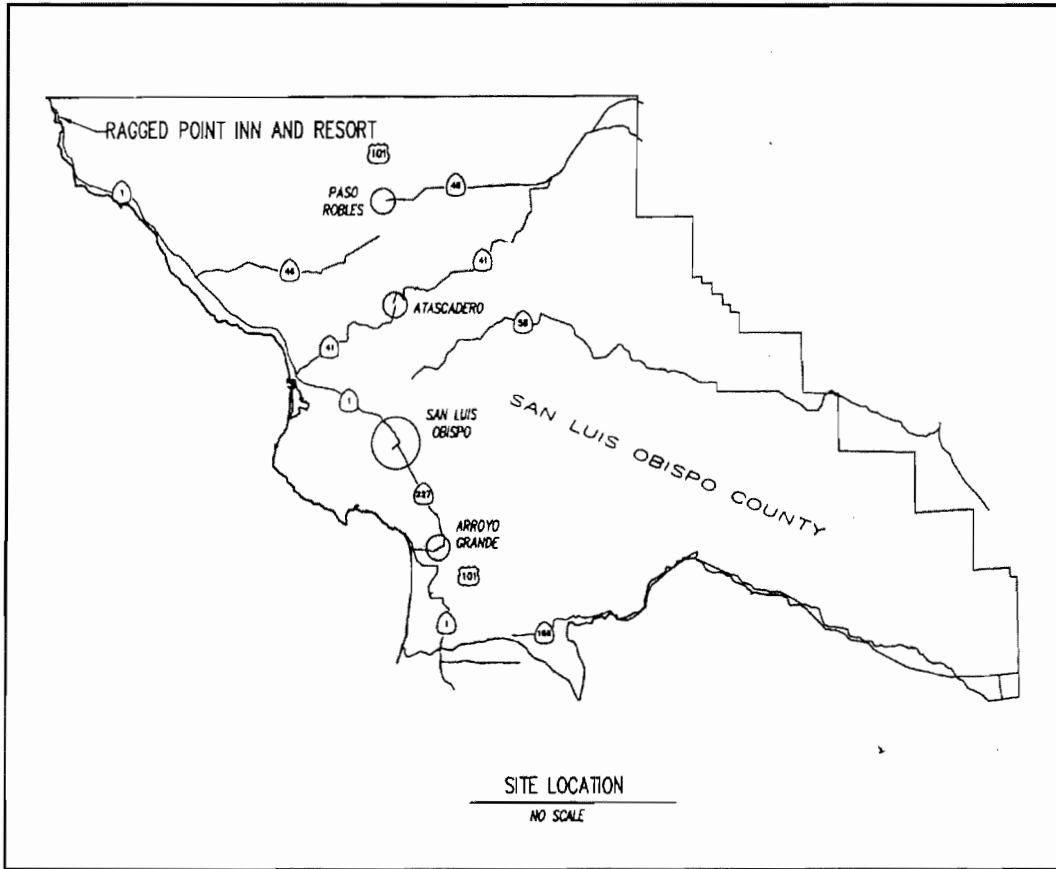 RAGGED POINT INN AND RESORT
101
PASO
ROBLES
46
1
41
46
ATASCADERO
58
41
1
SAN LUIS
OBISPO
SAN LUIS OBISPO COUNTY
227
ARROYO
GRANDE
101
1
166
SITE LOCATION
NO SCALE